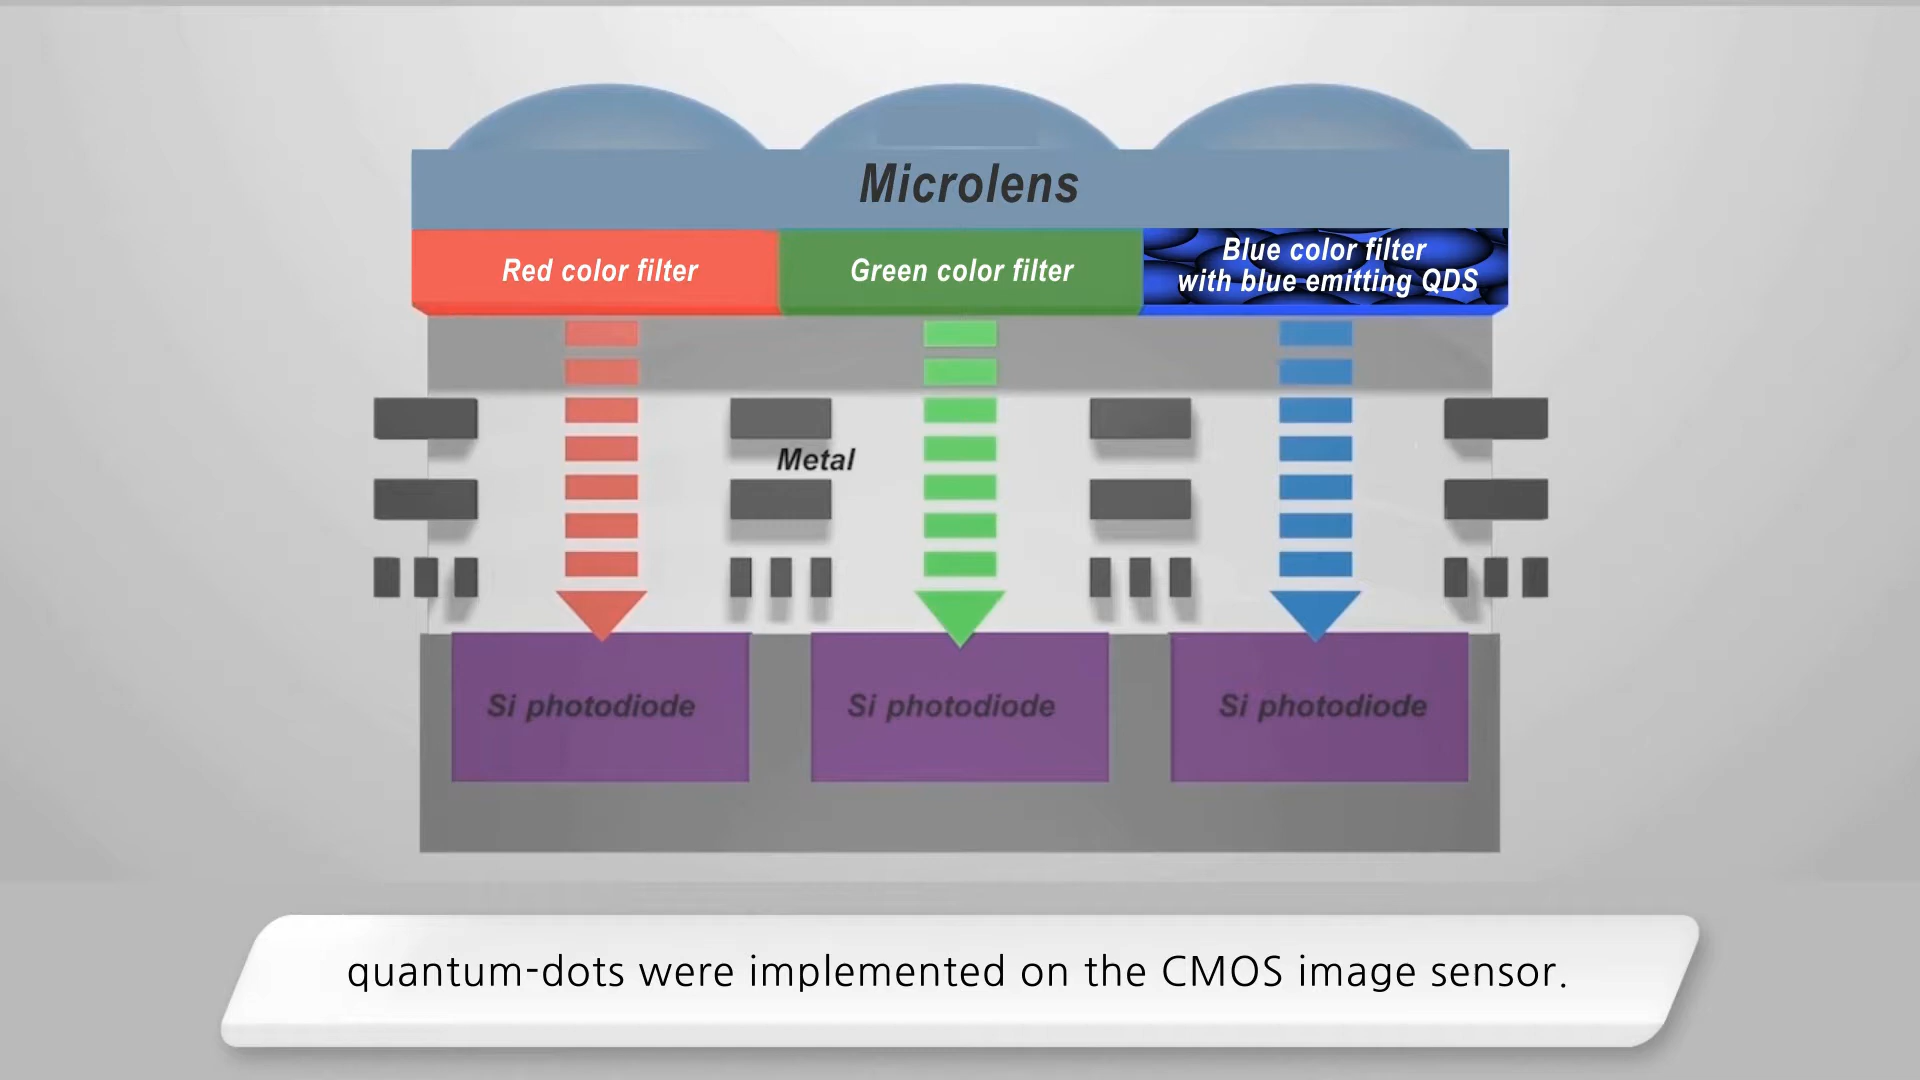 Microlens
Red color filter
Green color filter
Blue color filter
with blue emitting QDS
Metal
Si photodiode
Si photodiode
Si photodiode
quantum-dots were implemented on the CMOS image sensor.